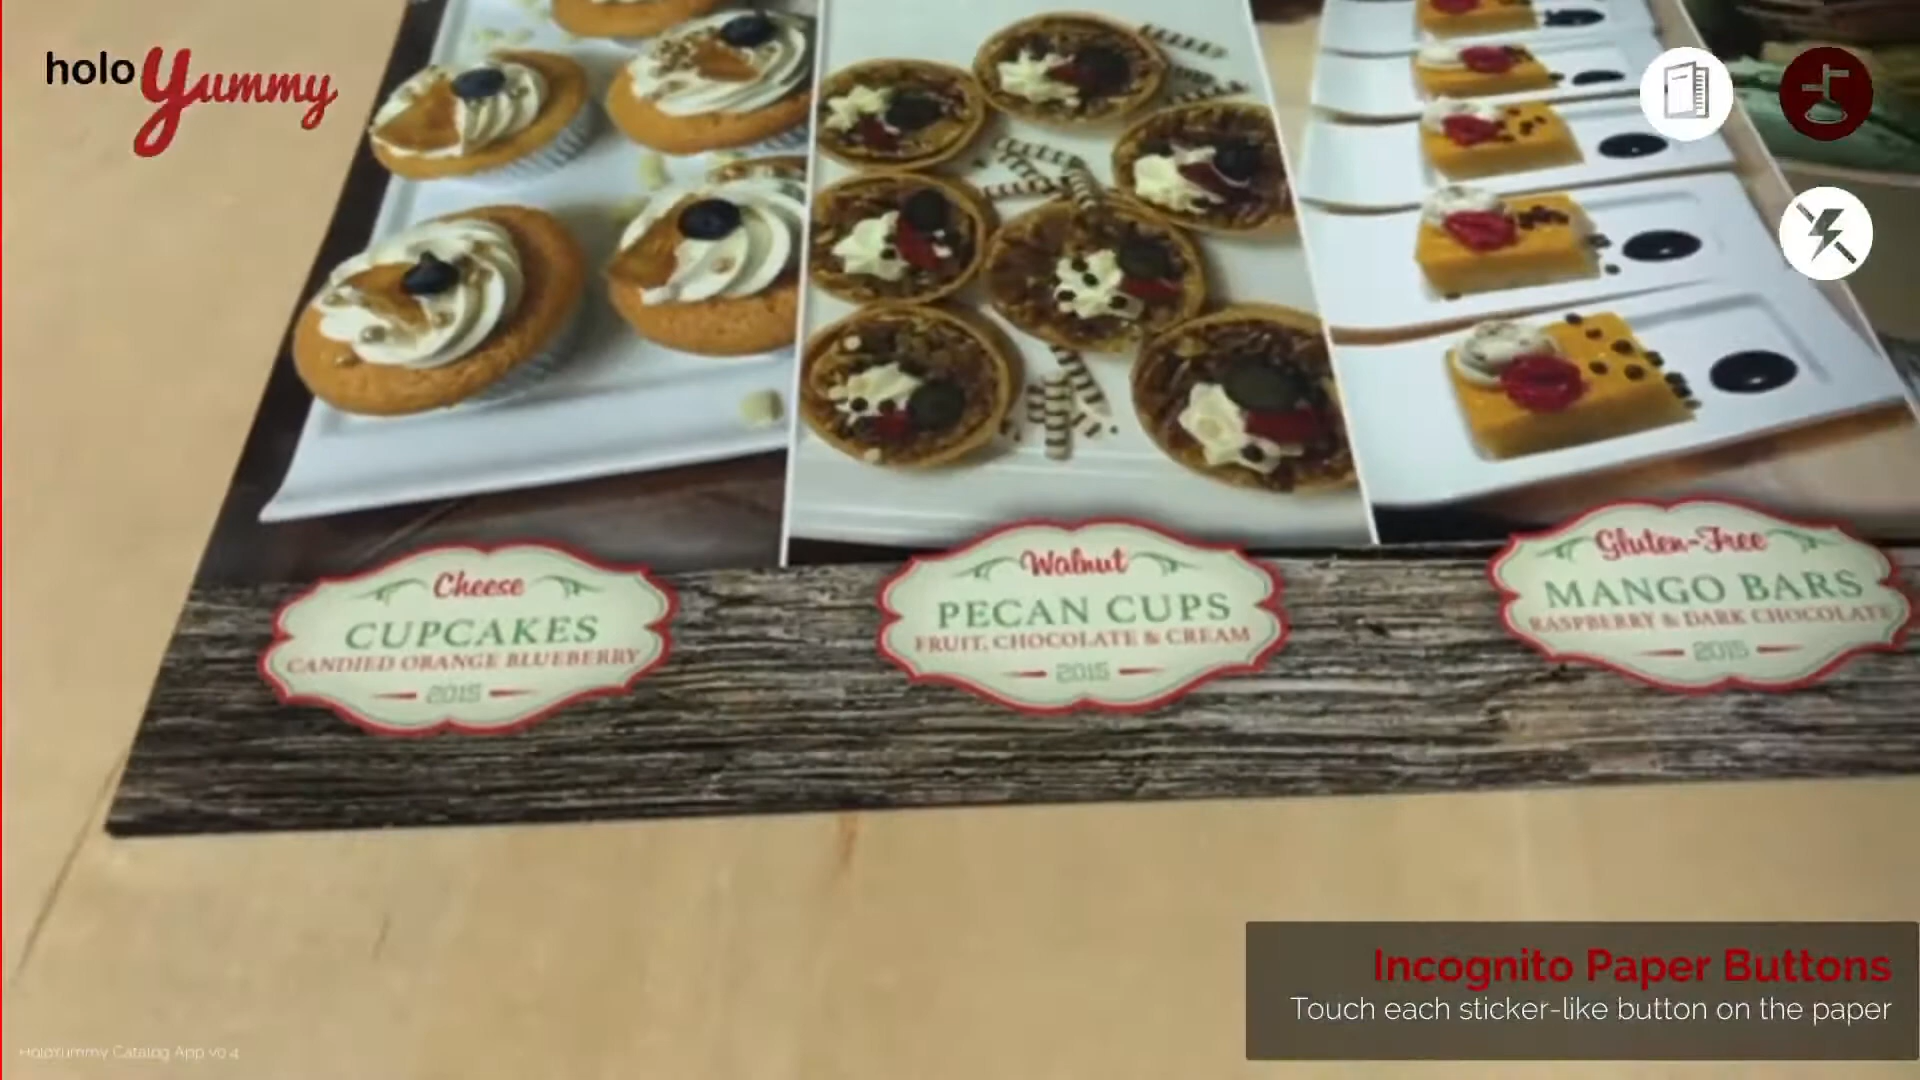 holo Yummy
Cheese
CUPCAKES
CANDIED ORANGE BLUEBERRY
2015
Walnut
PECAN CUPS
FRUIT, CHOCOLATE & CREAM
2015
Gluten-Free
MANGO BARS
RASPBERRY & DARK CHOCOLATE
2015
Incognito Paper Buttons
Touch each sticker-like button on the paper
HoloYummy Catalog App v0.4